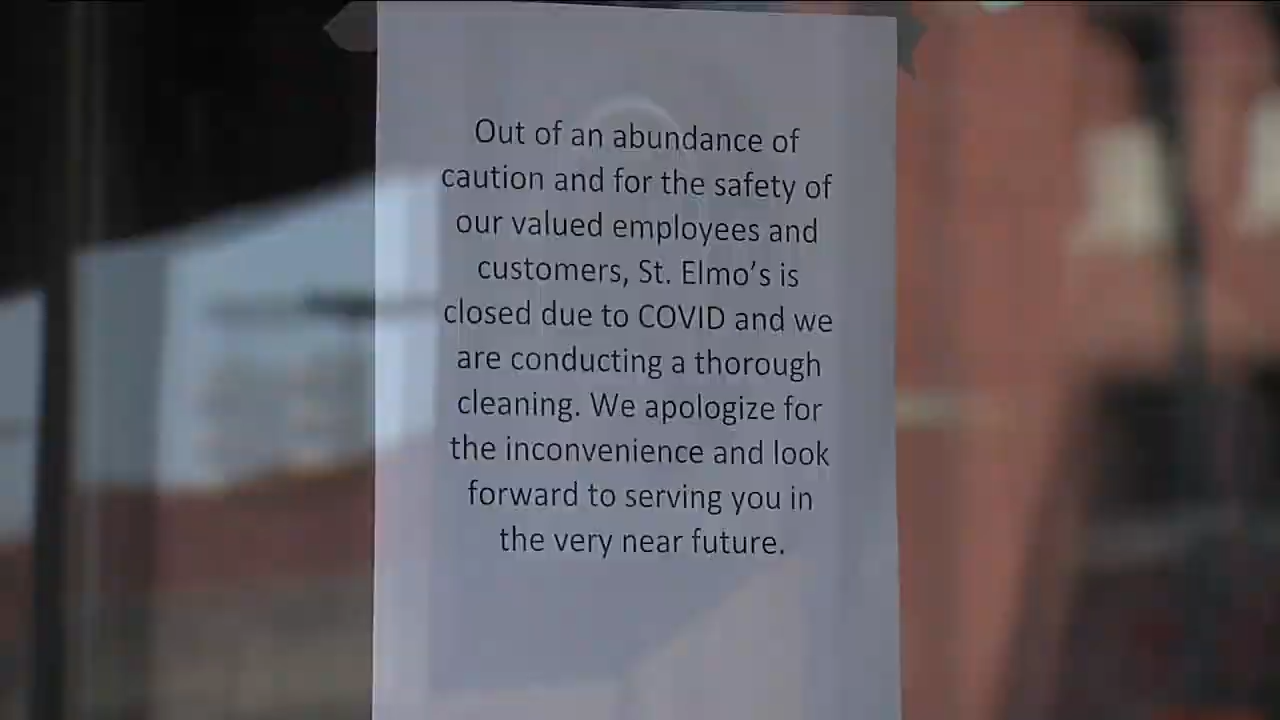 Out of an abundance of
caution and for the safety of
our valued employees and
customers, St. Elmo’s is
closed due to COVID and we
are conducting a thorough
cleaning. We apologize for
the inconvenience and look
forward to serving you in
the very near future.